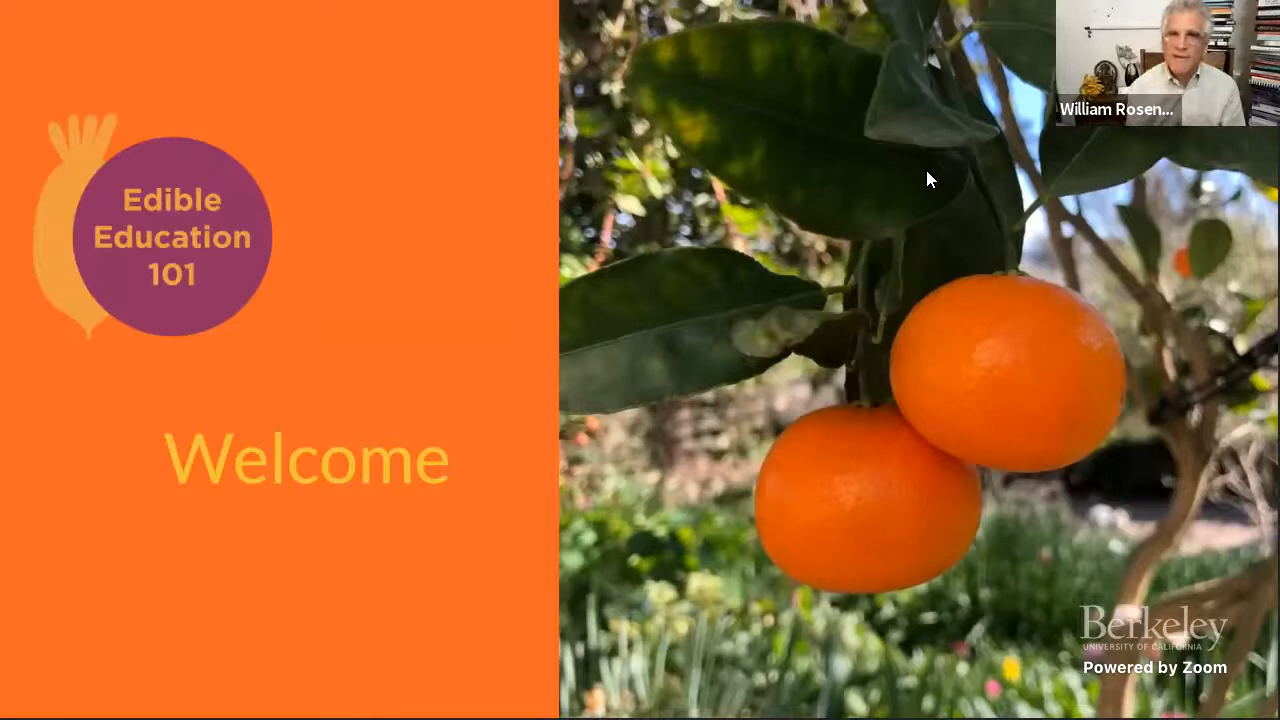 Edible
Education
101
Welcome
William Rosen...
Berkeley
UNIVERSITY OF CALIFORNIA
Powered by Zoom